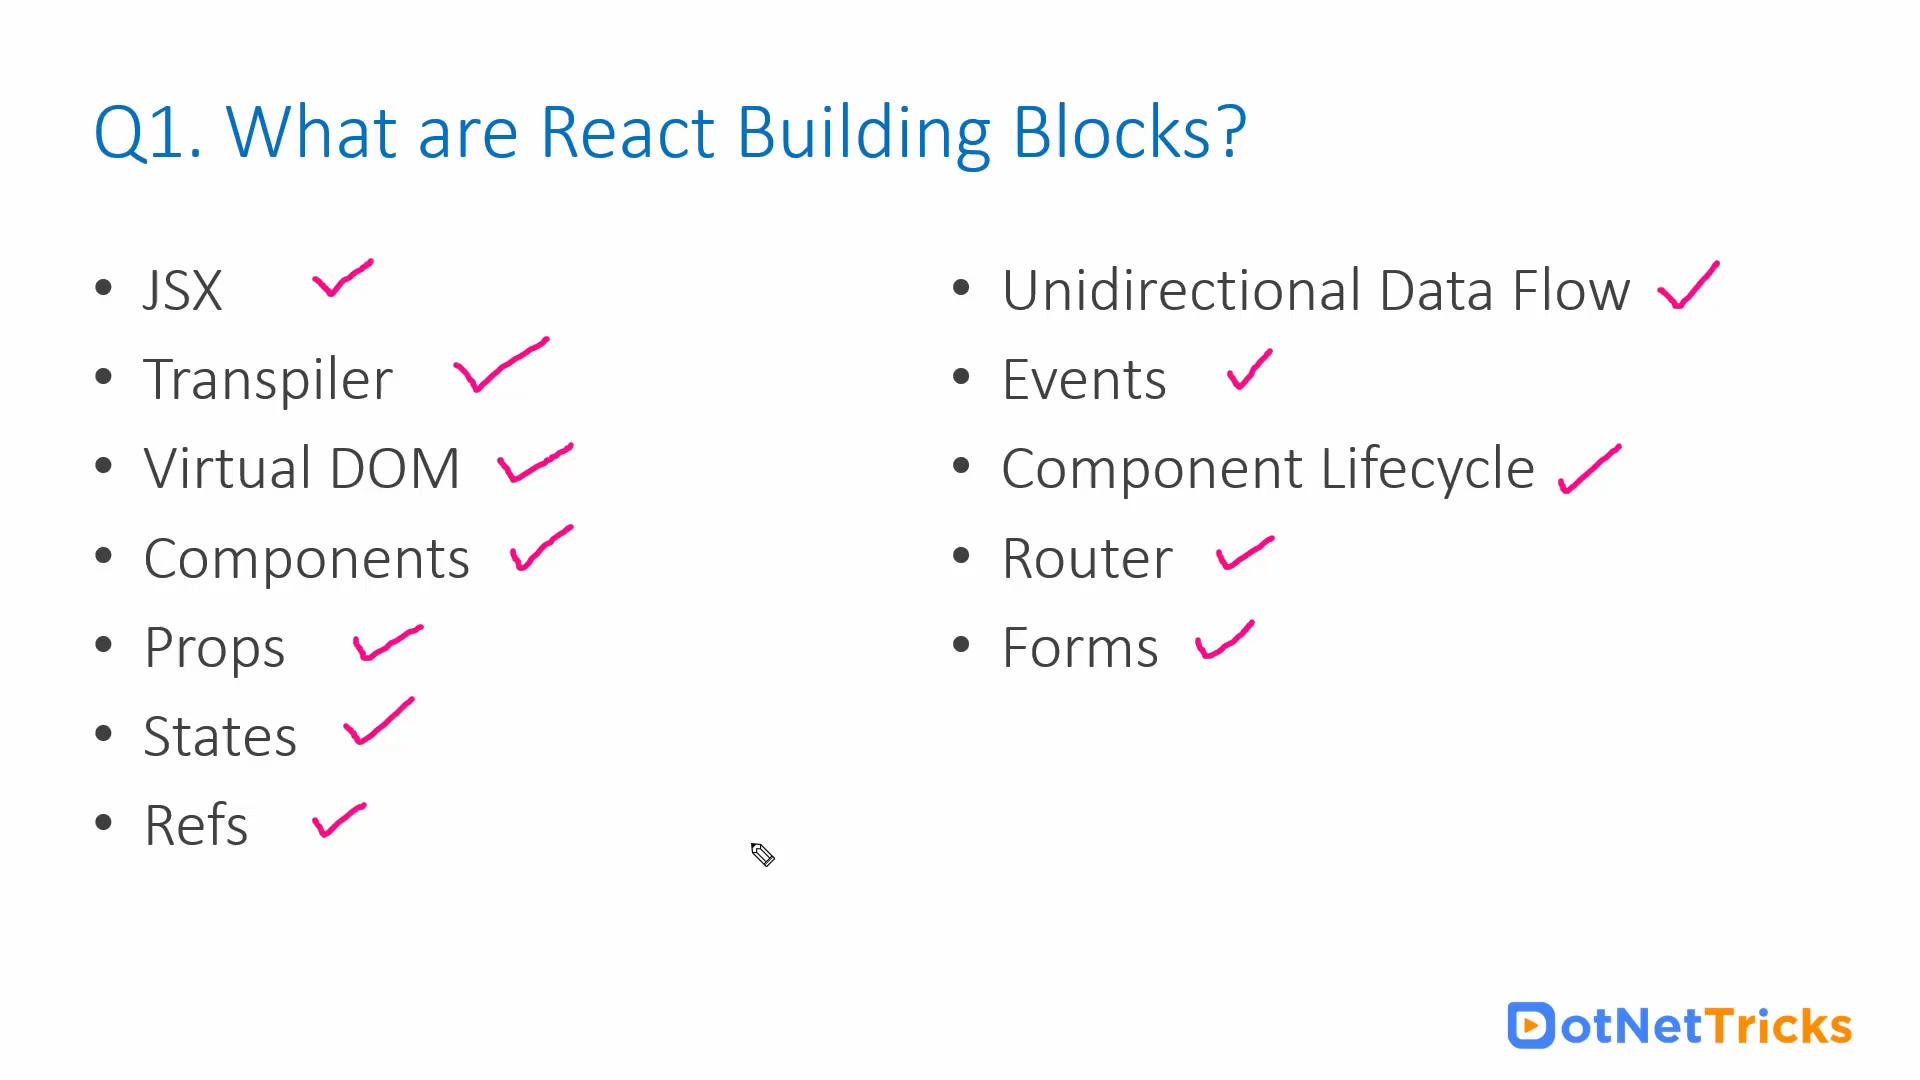 Q1. What are React Building Blocks?
• JSX
• Transpiler
• Virtual DOM
• Components
• Props
• States
• Refs
• Unidirectional Data Flow
• Events
• Component Lifecycle
• Router
• Forms
DotNetTricks